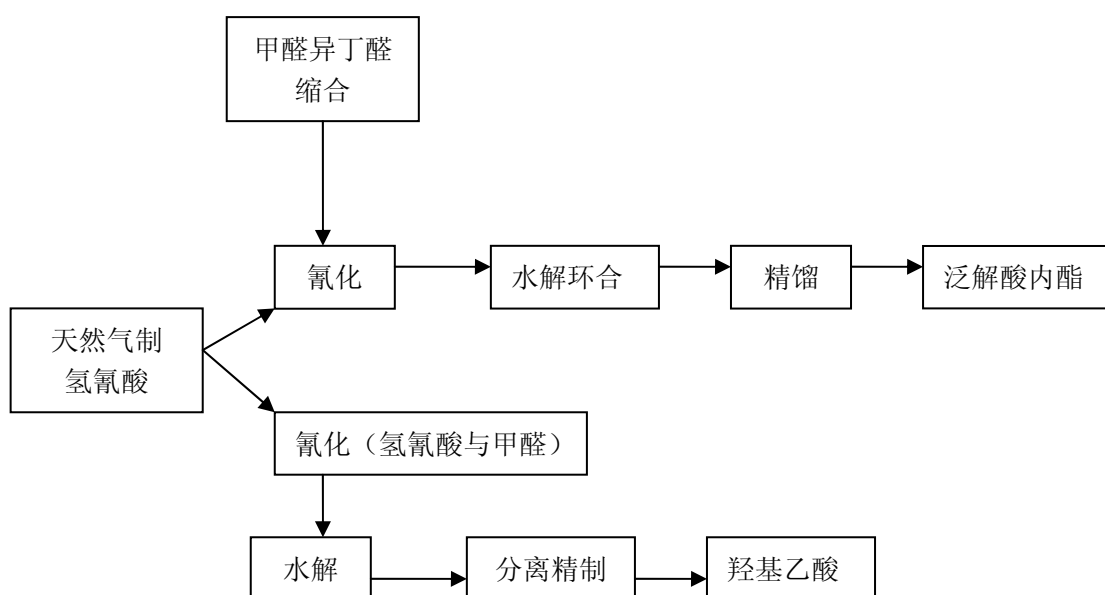 甲醛异丁醛
缩合
氰化
水解环合
精馏
泛解酸内酯
天然气制
氢氰酸
氰化（氢氰酸与甲醛）
水解
分离精制
羟基乙酸